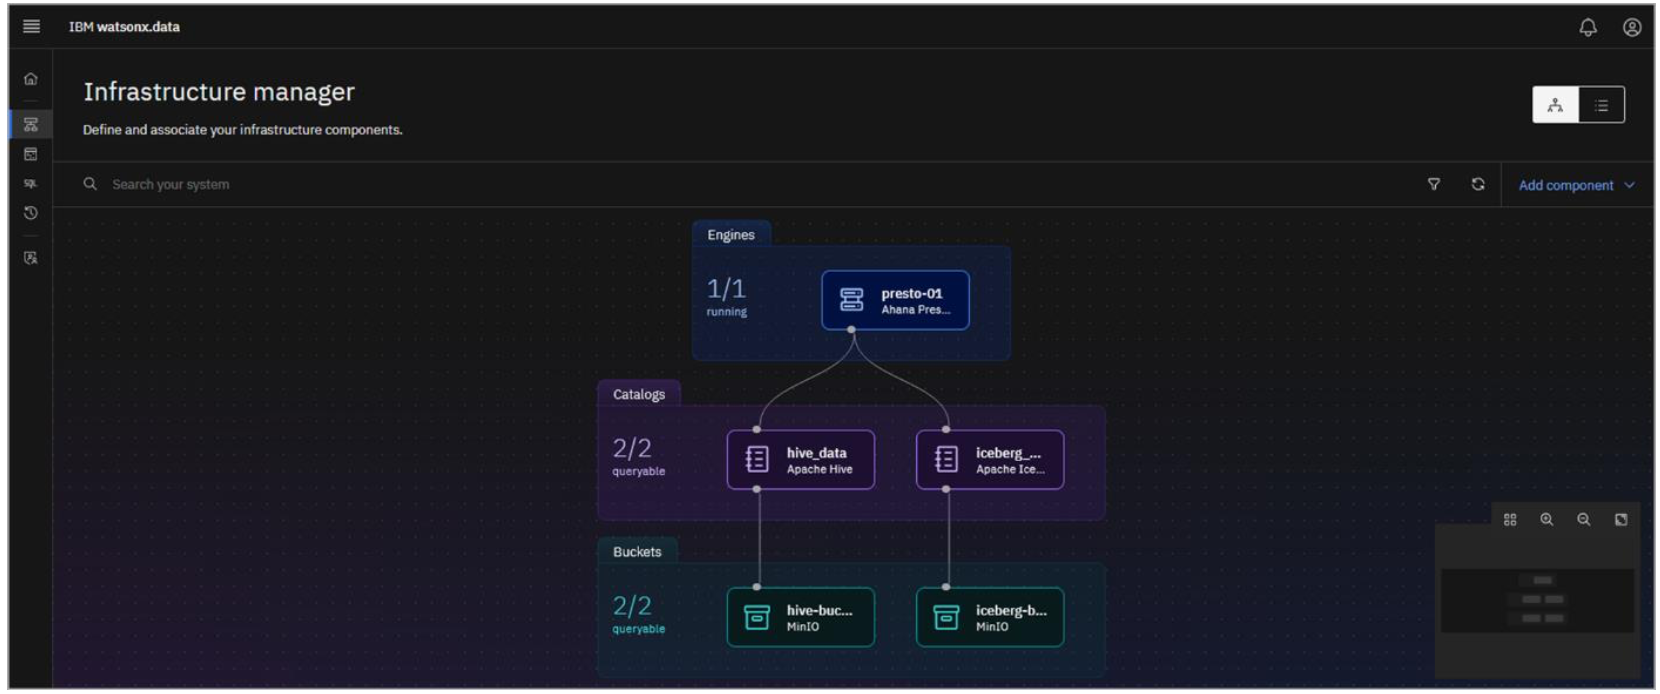 IBM watsonx.data
Infrastructure manager
Define and associate your infrastructure components.
Search your system
Add component
Engines
1/1
running
presto-01
Ahana Pres...
Catalogs
2/2
queryable
hive_data
Apache Hive
iceberg_...
Apache Ice...
Buckets
2/2
queryable
hive-buc...
MinIO
iceberg-b...
MinIO
SQL